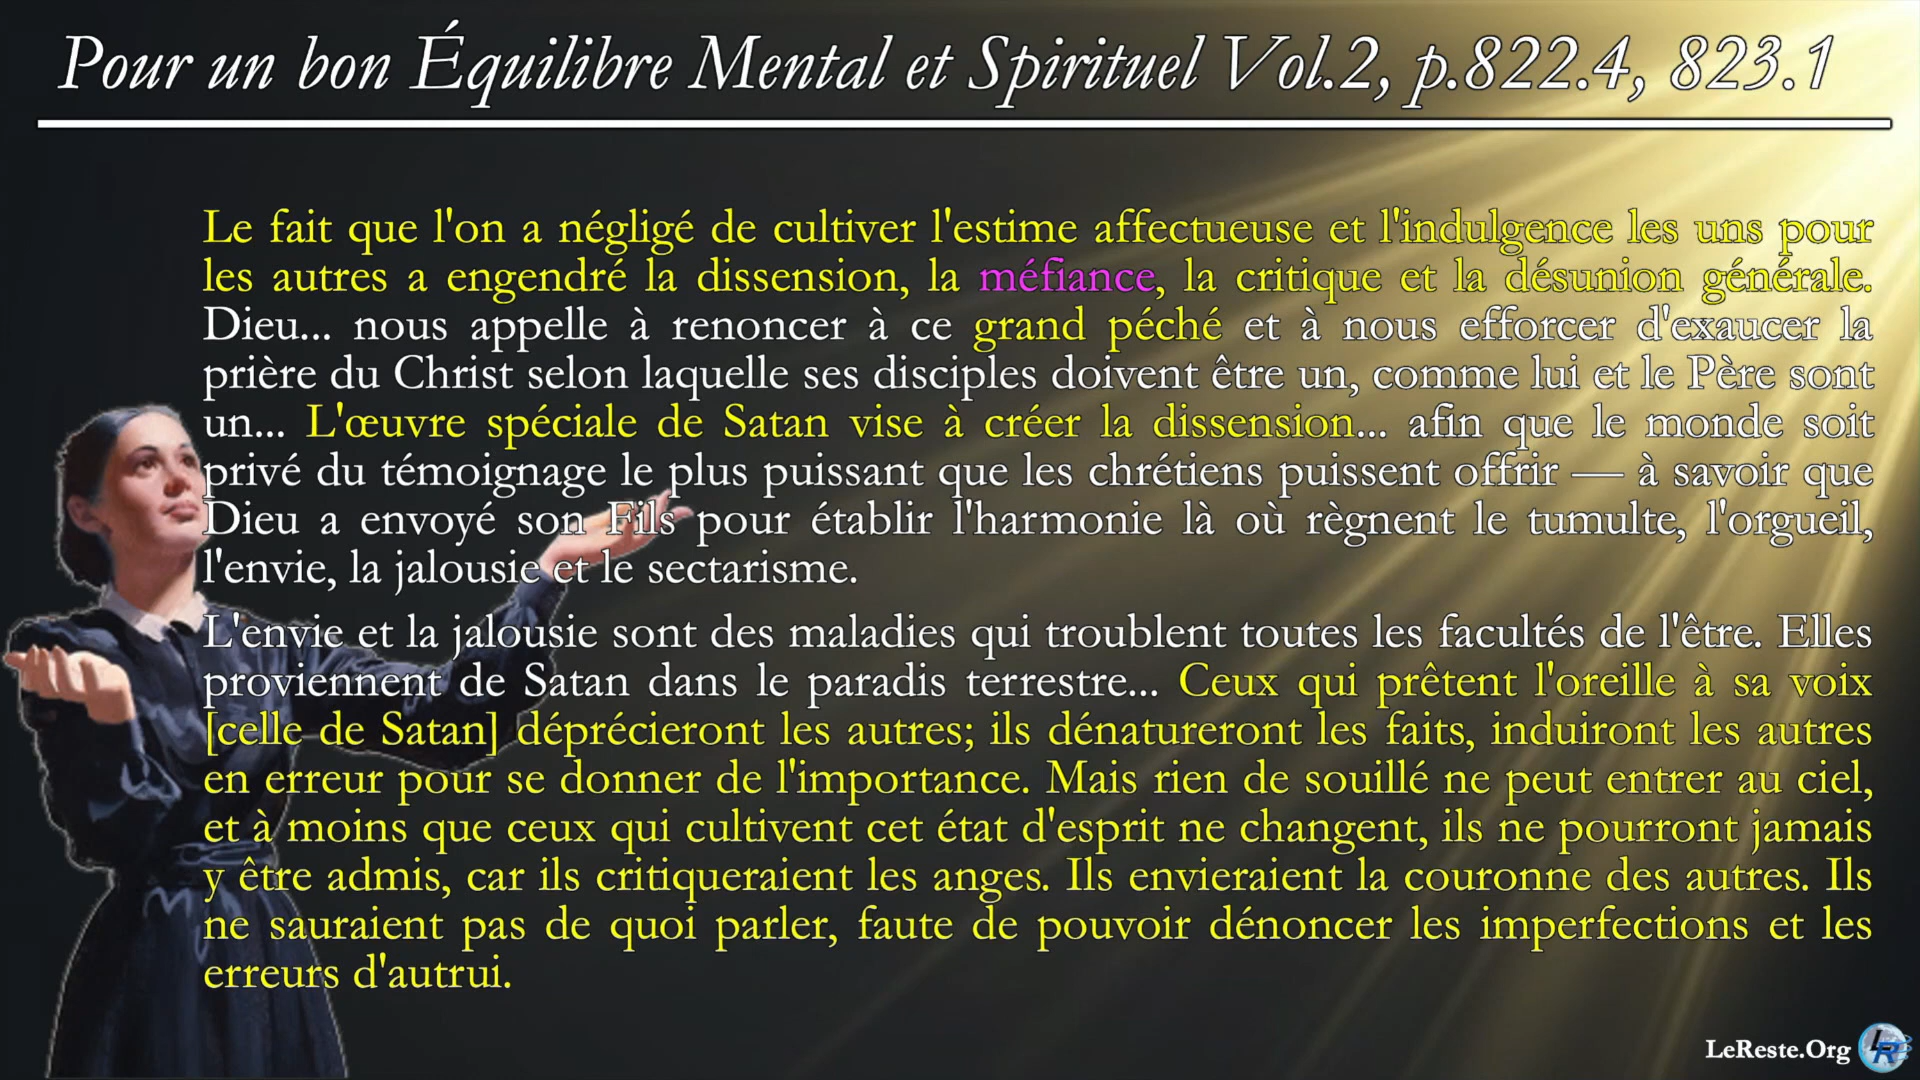 Pour un bon Équilibre Mental et Spirituel Vol.2, p.822.4, 823.1
Le fait que l'on a négligé de cultiver l'estime affectueuse et l'indulgence les uns pour
les autres a engendré la dissension, la méfiance, la critique et la désunion générale.
Dieu... nous appelle à renoncer à ce grand péché et à nous efforcer d'exaucer la
prière du Christ selon laquelle ses disciples doivent être un, comme lui et le Père sont
un... L'œuvre spéciale de Satan vise à créer la dissension... afin que le monde soit
privé du témoignage le plus puissant que les chrétiens puissent offrir — à savoir que
Dieu a envoyé son Fils pour établir l'harmonie là où règnent le tumulte, l'orgueil,
l'envie, la jalousie et le sectarisme.
L'envie et la jalousie sont des maladies qui troublent toutes les facultés de l'être. Elles
proviennent de Satan dans le paradis terrestre... Ceux qui prêtent l'oreille à sa voix
[celle de Satan] déprécieront les autres; ils dénatureront les faits, induiront les autres
en erreur pour se donner de l'importance. Mais rien de souillé ne peut entrer au ciel,
et à moins que ceux qui cultivent cet état d'esprit ne changent, ils ne pourront jamais
y être admis, car ils critiqueraient les anges. Ils envieraient la couronne des autres. Ils
ne sauraient pas de quoi parler, faute de pouvoir dénoncer les imperfections et les
erreurs d'autrui.
LeReste.Org LR